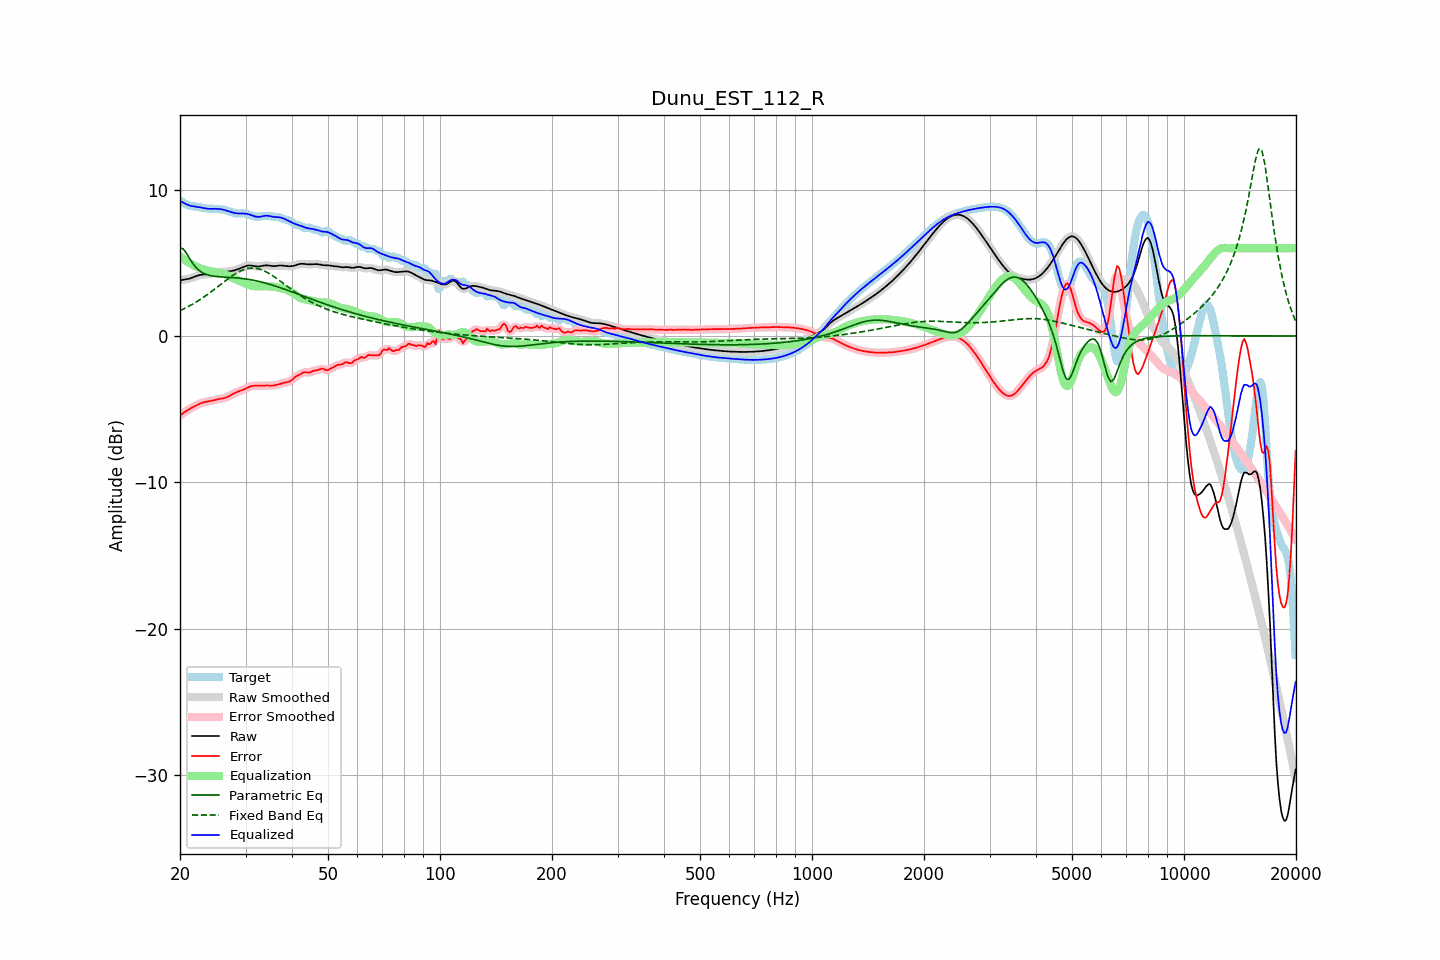 Dunu_EST_112_R
Amplitude (dBr)
10
0
−10
−20
−30
Target
Raw Smoothed
Error Smoothed
Raw
Error
Equalization
Parametric Eq
Fixed Band Eq
Equalized
20 50 100 200 500 1000 2000 5000 10000 20000
Frequency (Hz)